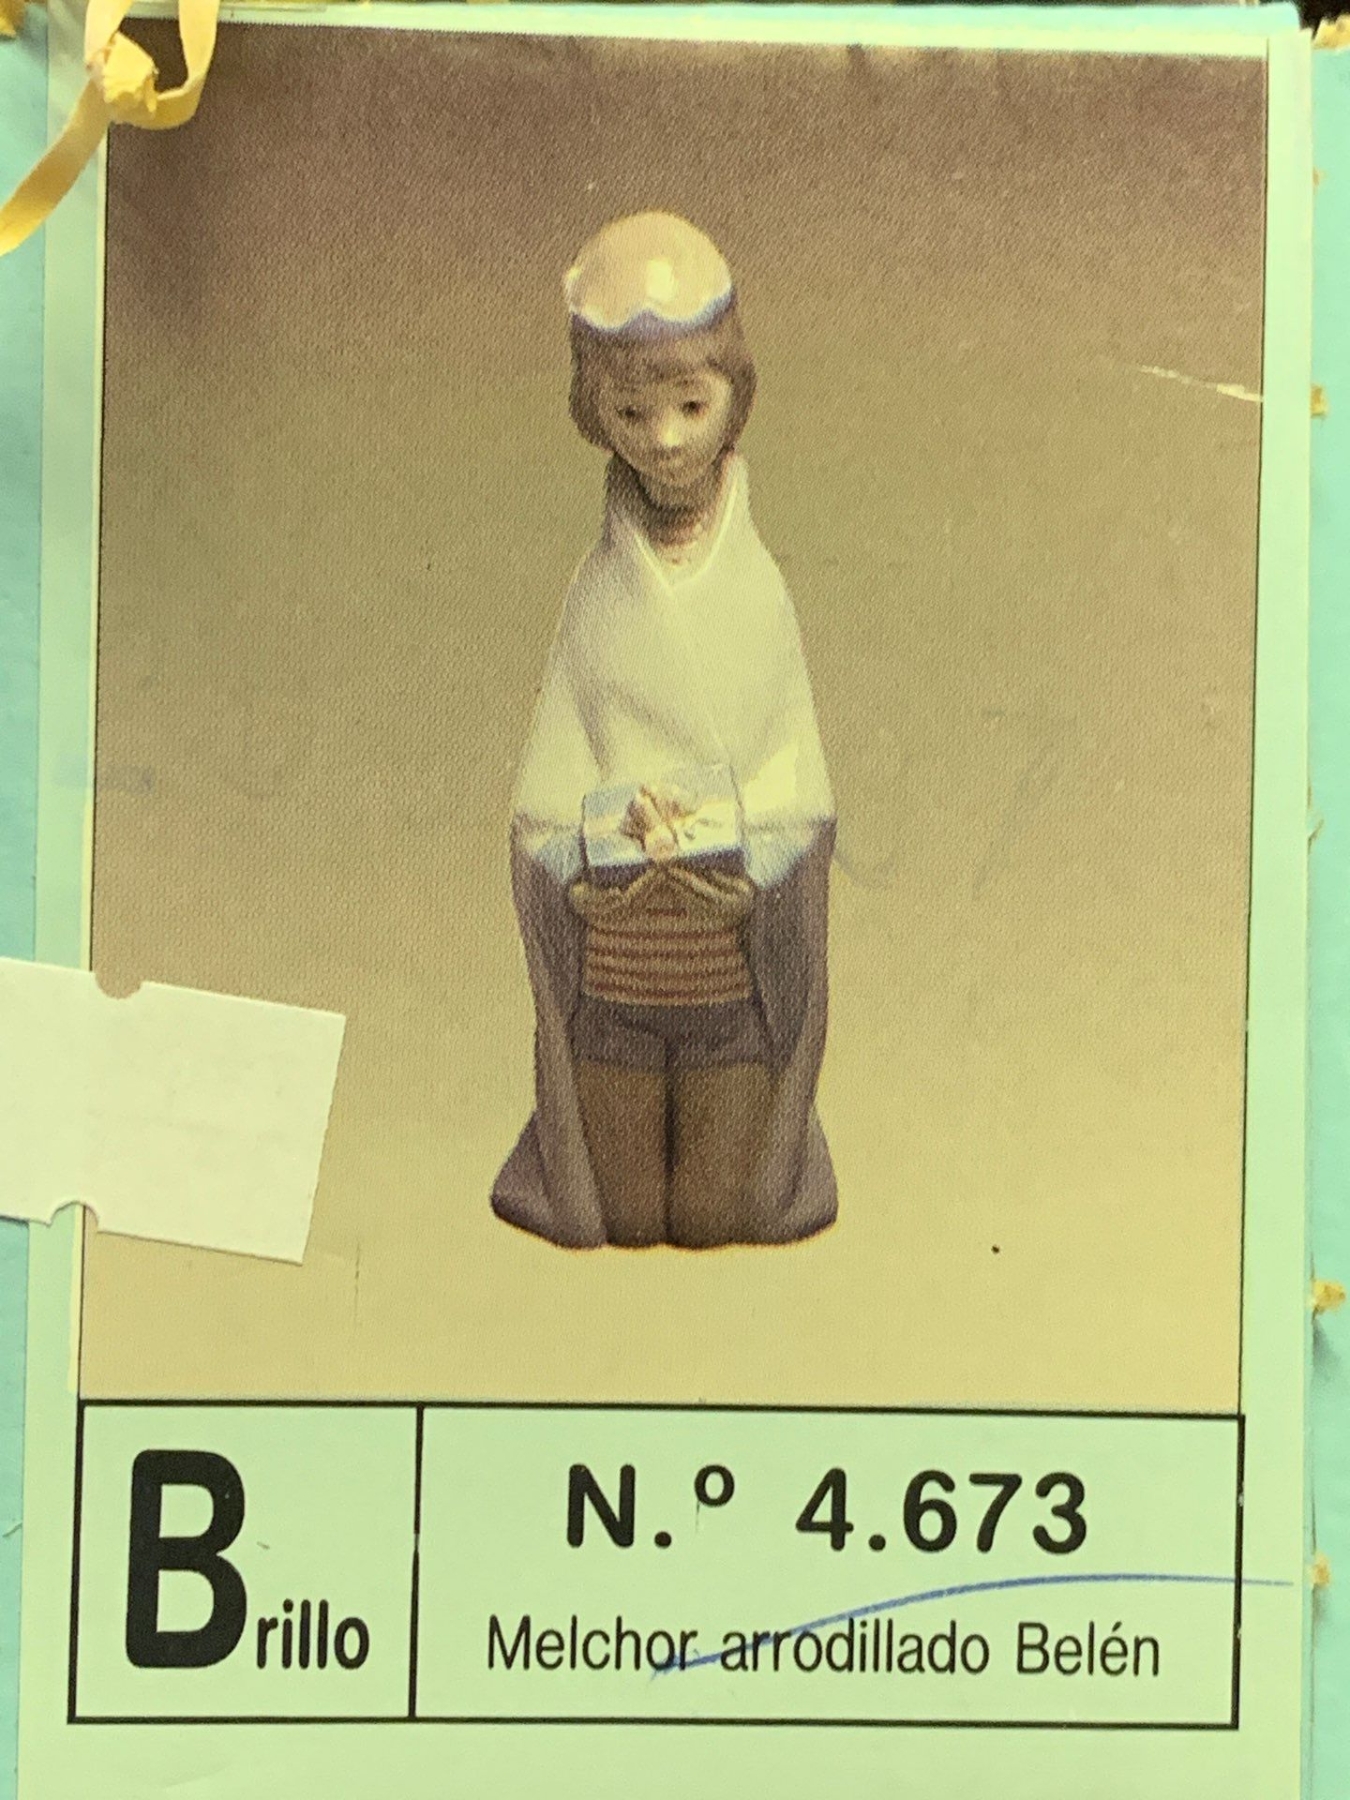 Brillo
N.º 4.673
Melchor arrodillado Belén